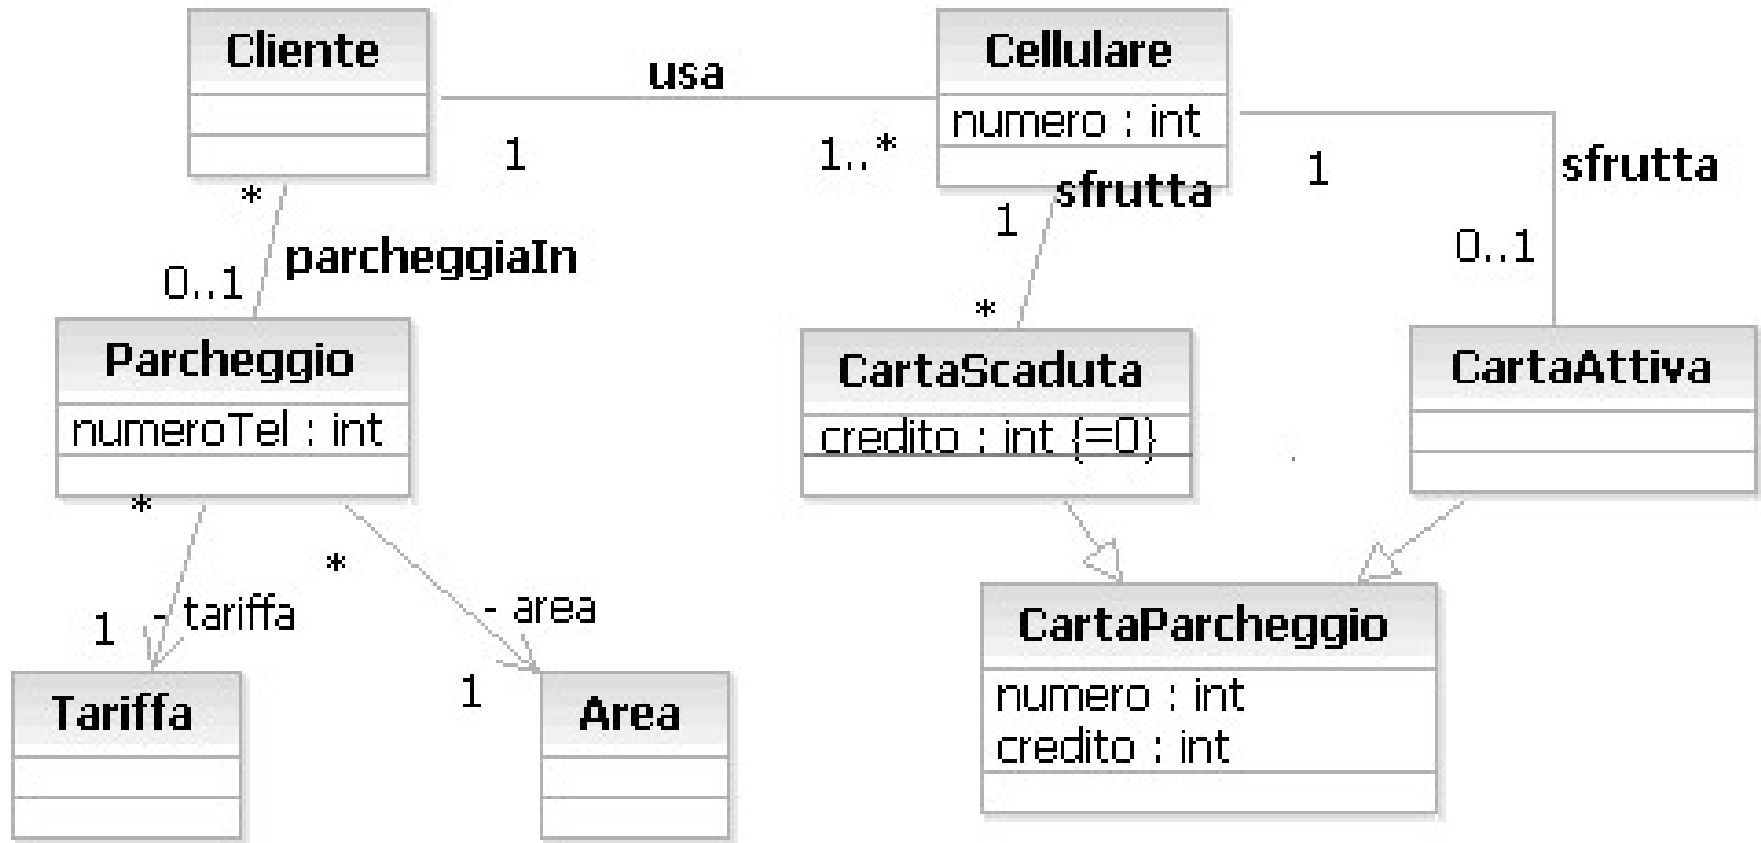 Cliente
usa
Cellulare
numero : int
1
1..*
1
sfrutta
sfrutta
*
1
parcheggiaIn
0..1
0..1
*
Parcheggio
numeroTel : int
CartaScaduta
credito : int {=0}
CartaAttiva
*
*
- tariffa
1
- area
1
Tariffa
Area
CartaParcheggio
numero : int
credito : int